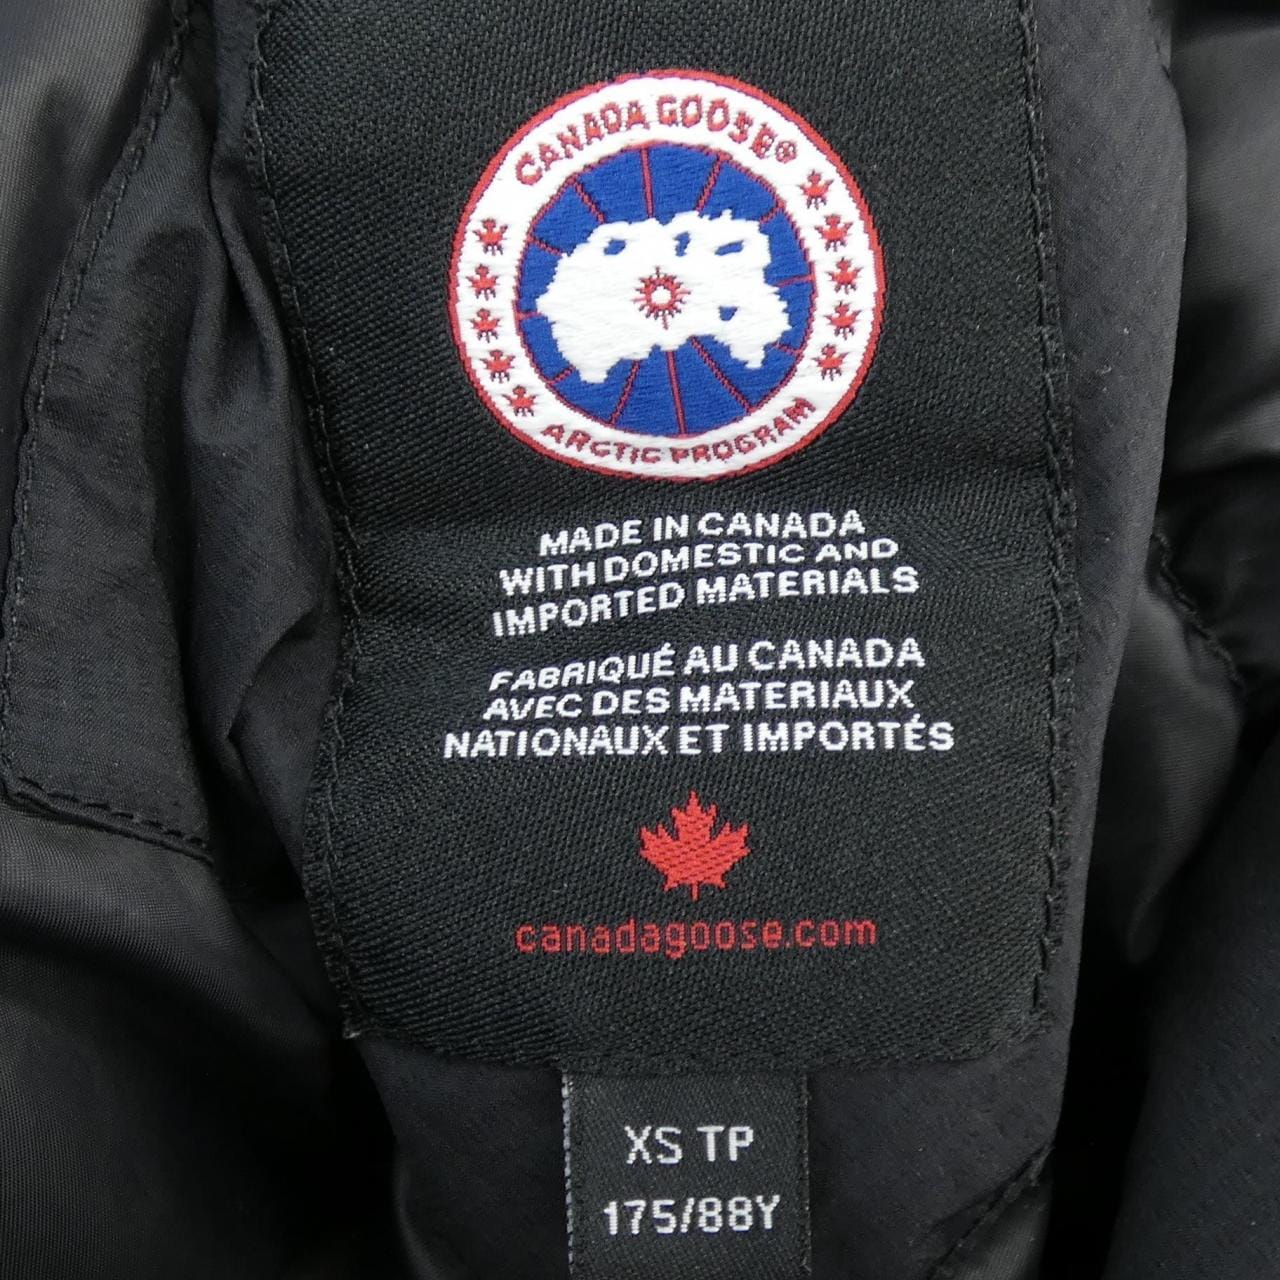 CANADA GOOSE®
ARCTIC PROGRAM
MADE IN CANADA
WITH DOMESTIC AND
IMPORTED MATERIALS
FABRIQUÉ AU CANADA
AVEC DES MATERIAUX
NATIONAUX ET IMPORTÉS
canadagoose.com
XS TP
175/88Y